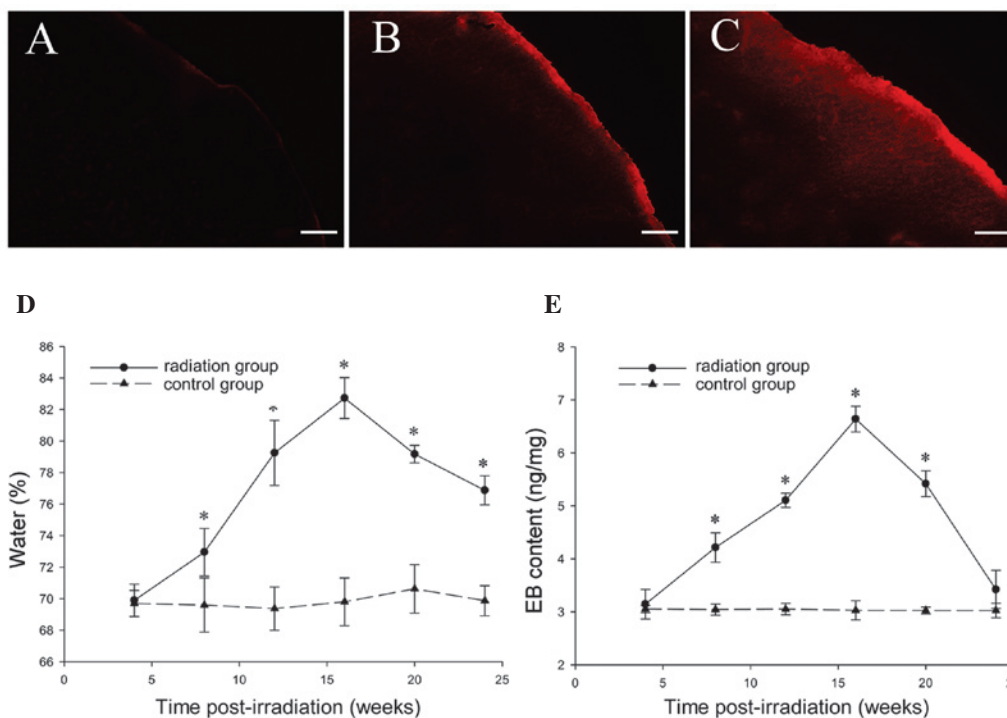 A
B
C
D
E
86
84
82
80
78
76
74
72
70
68
66
Water (%)
radiation group
control group
*
*
*
*
*
0
5
10
15
20
25
Time post-irradiation (weeks)
8
7
6
5
4
3
2
EB content (ng/mg)
radiation group
control group
*
*
*
*
0
5
10
15
20
Time post-irradiation (weeks)